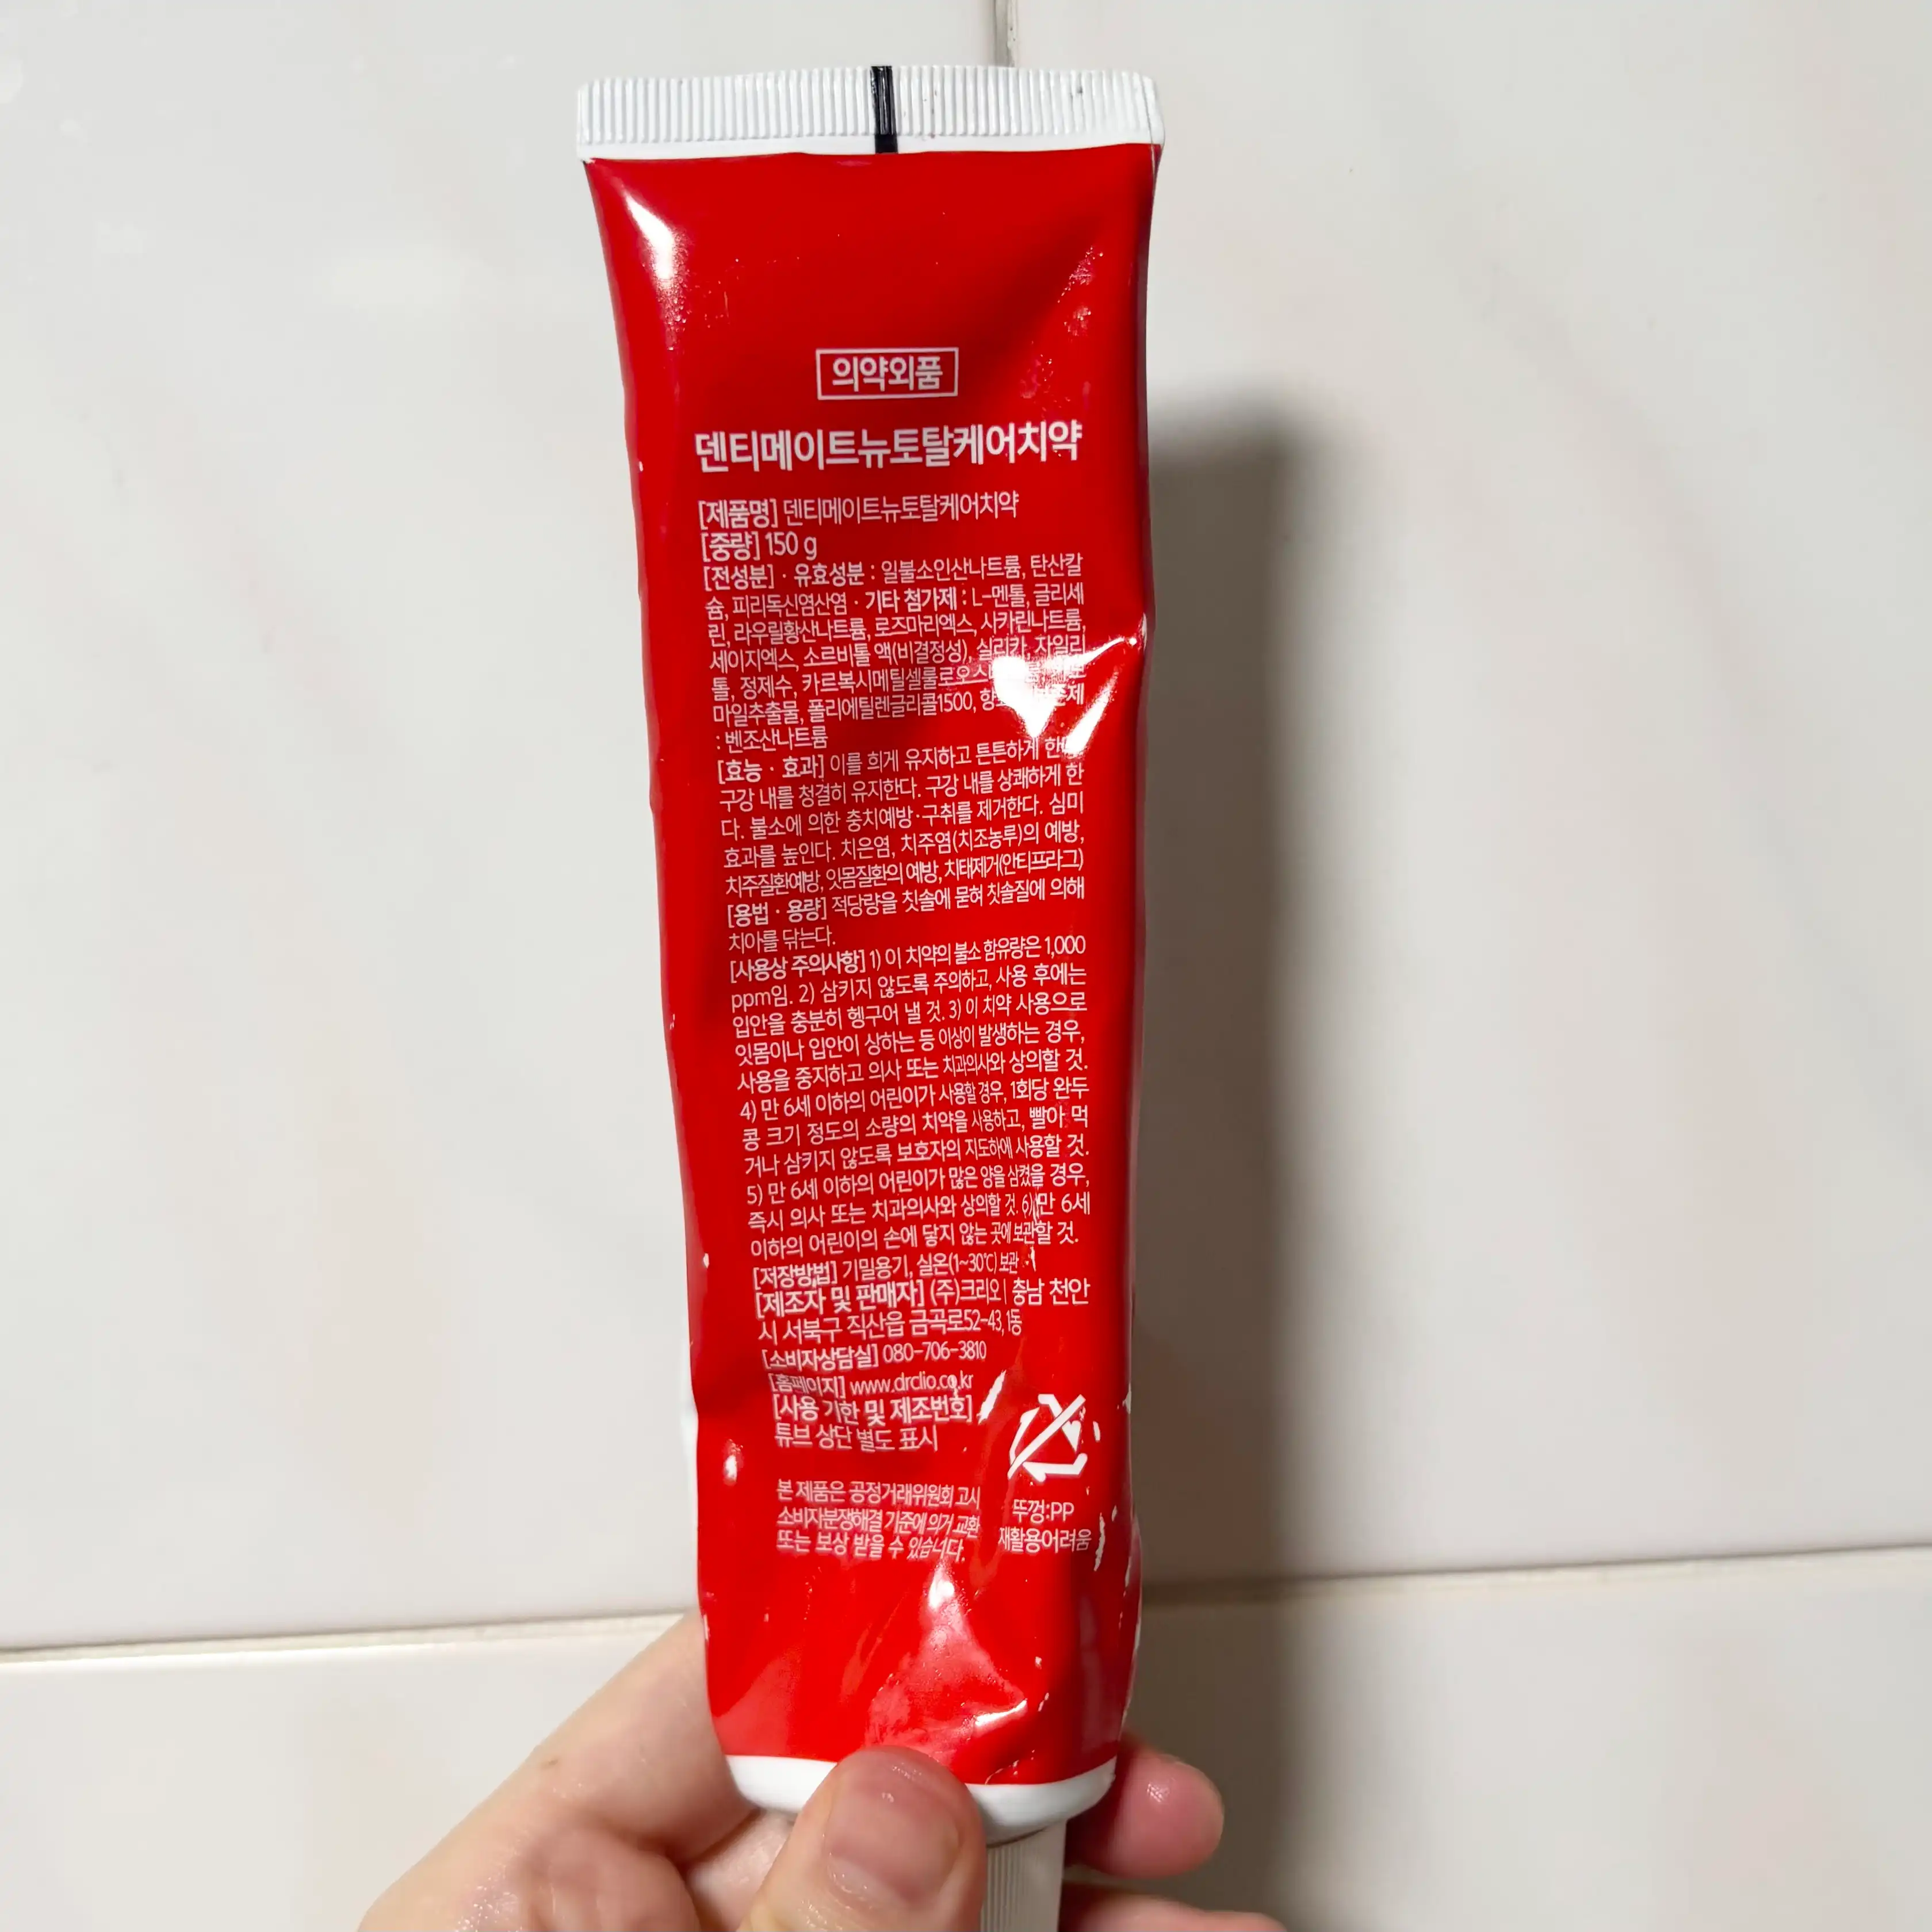 의약외품
덴티메이트뉴토탈케어치약
[제품명] 덴티메이트뉴토탈케어치약
[중량] 150 g
[전성분] · 유효성분 : 일불소인산나트륨, 탄산칼
슘, 피리독신염산염 · 기타 첨가제 : L-멘톨, 글리세
린, 라우릴황산나트륨, 로즈마리엑스, 사카린나트륨,
세이지엑스, 소르비톨 액(비결정성), 실리카, 자일리
톨, 정제수, 카르복시메틸셀룰로오스
마일추출물, 폴리에틸렌글리콜1500,
: 벤조산나트륨
[효능 · 효과] 이를 희게 유지하고 튼튼하게
구강 내를 청결히 유지한다. 구강 내를 상쾌하게 한
다. 불소에 의한 충치예방·구취를 제거한다. 심미
효과를 높인다. 치은염, 치주염(치조농루)의 예방,
치주질환예방, 잇몸질환의 예방, 치태제거(안티프라그)
[용법 · 용량] 적당량을 칫솔에 묻혀 칫솔질에 의해
치아를 닦는다.
[사용상 주의사항] 1) 이 치약의 불소 함유량은 1,000
ppm임. 2) 삼키지 않도록 주의하고, 사용 후에는
입안을 충분히 헹구어 낼 것. 3) 이 치약 사용으로
잇몸이나 입안이 상하는 등 이상이 발생하는 경우,
사용을 중지하고 의사 또는 치과의사와 상의할 것.
4) 만 6세 이하의 어린이가 사용할 경우, 1회당 완두
콩 크기 정도의 소량의 치약을 사용하고, 빨아 먹
거나 삼키지 않도록 보호자의 지도하에 사용할 것.
5) 만 6세 이하의 어린이가 많은 양을 삼켰을 경우,
즉시 의사 또는 치과의사와 상의할 것. 6) 만 6세
이하의 어린이의 손에 닿지 않는 곳에 보관할 것.
[저장방법] 기밀용기, 실온(1~30℃) 보관
[제조자 및 판매자] (주)크리오 | 충남 천안
시 서북구 직산읍 금곡로52-43, 1동
[소비자상담실] 080-706-3810
[홈페이지] www.drclio.co.kr
[사용 기한 및 제조번호]
튜브 상단 별도 표시
본 제품은 공정거래위원회 고시
소비자분쟁해결 기준에 의거 교환
또는 보상 받을 수 있습니다.
뚜껑:PP
재활용어려움